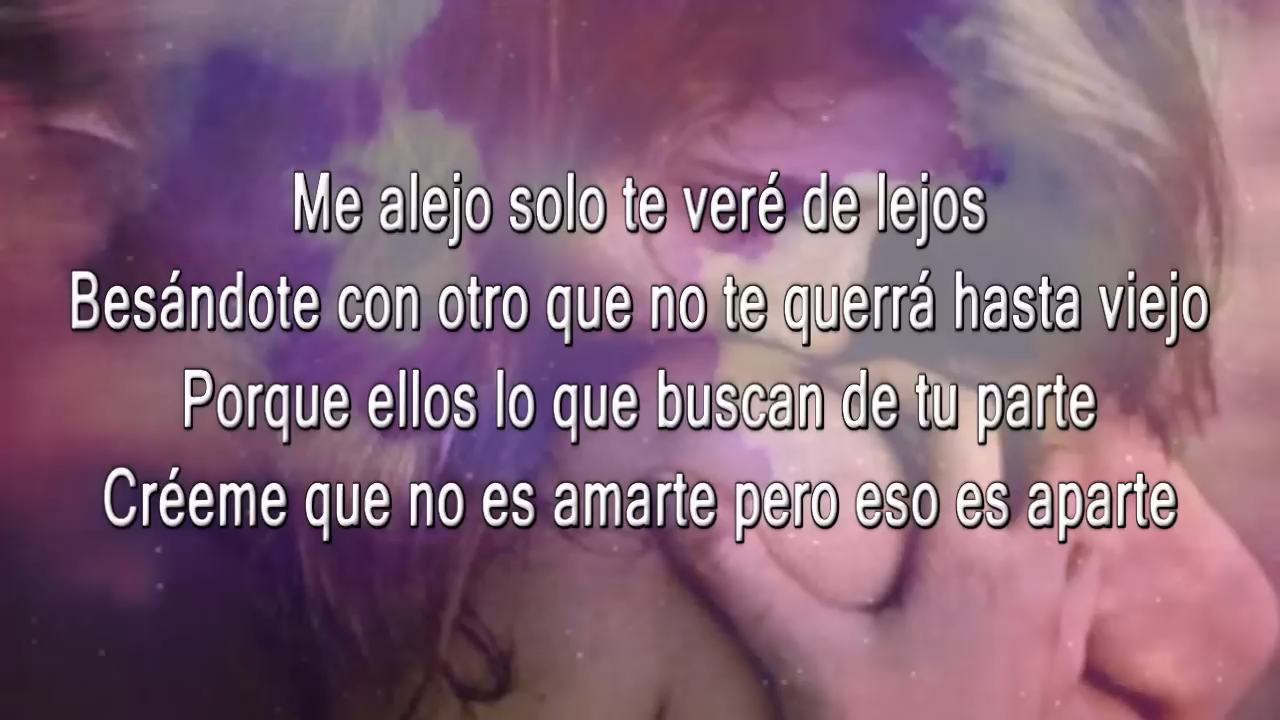 Me alejo solo te veré de lejos
Besándote con otro que no te querrá hasta viejo
Porque ellos lo que buscan de tu parte
Créeme que no es amarte pero eso es aparte